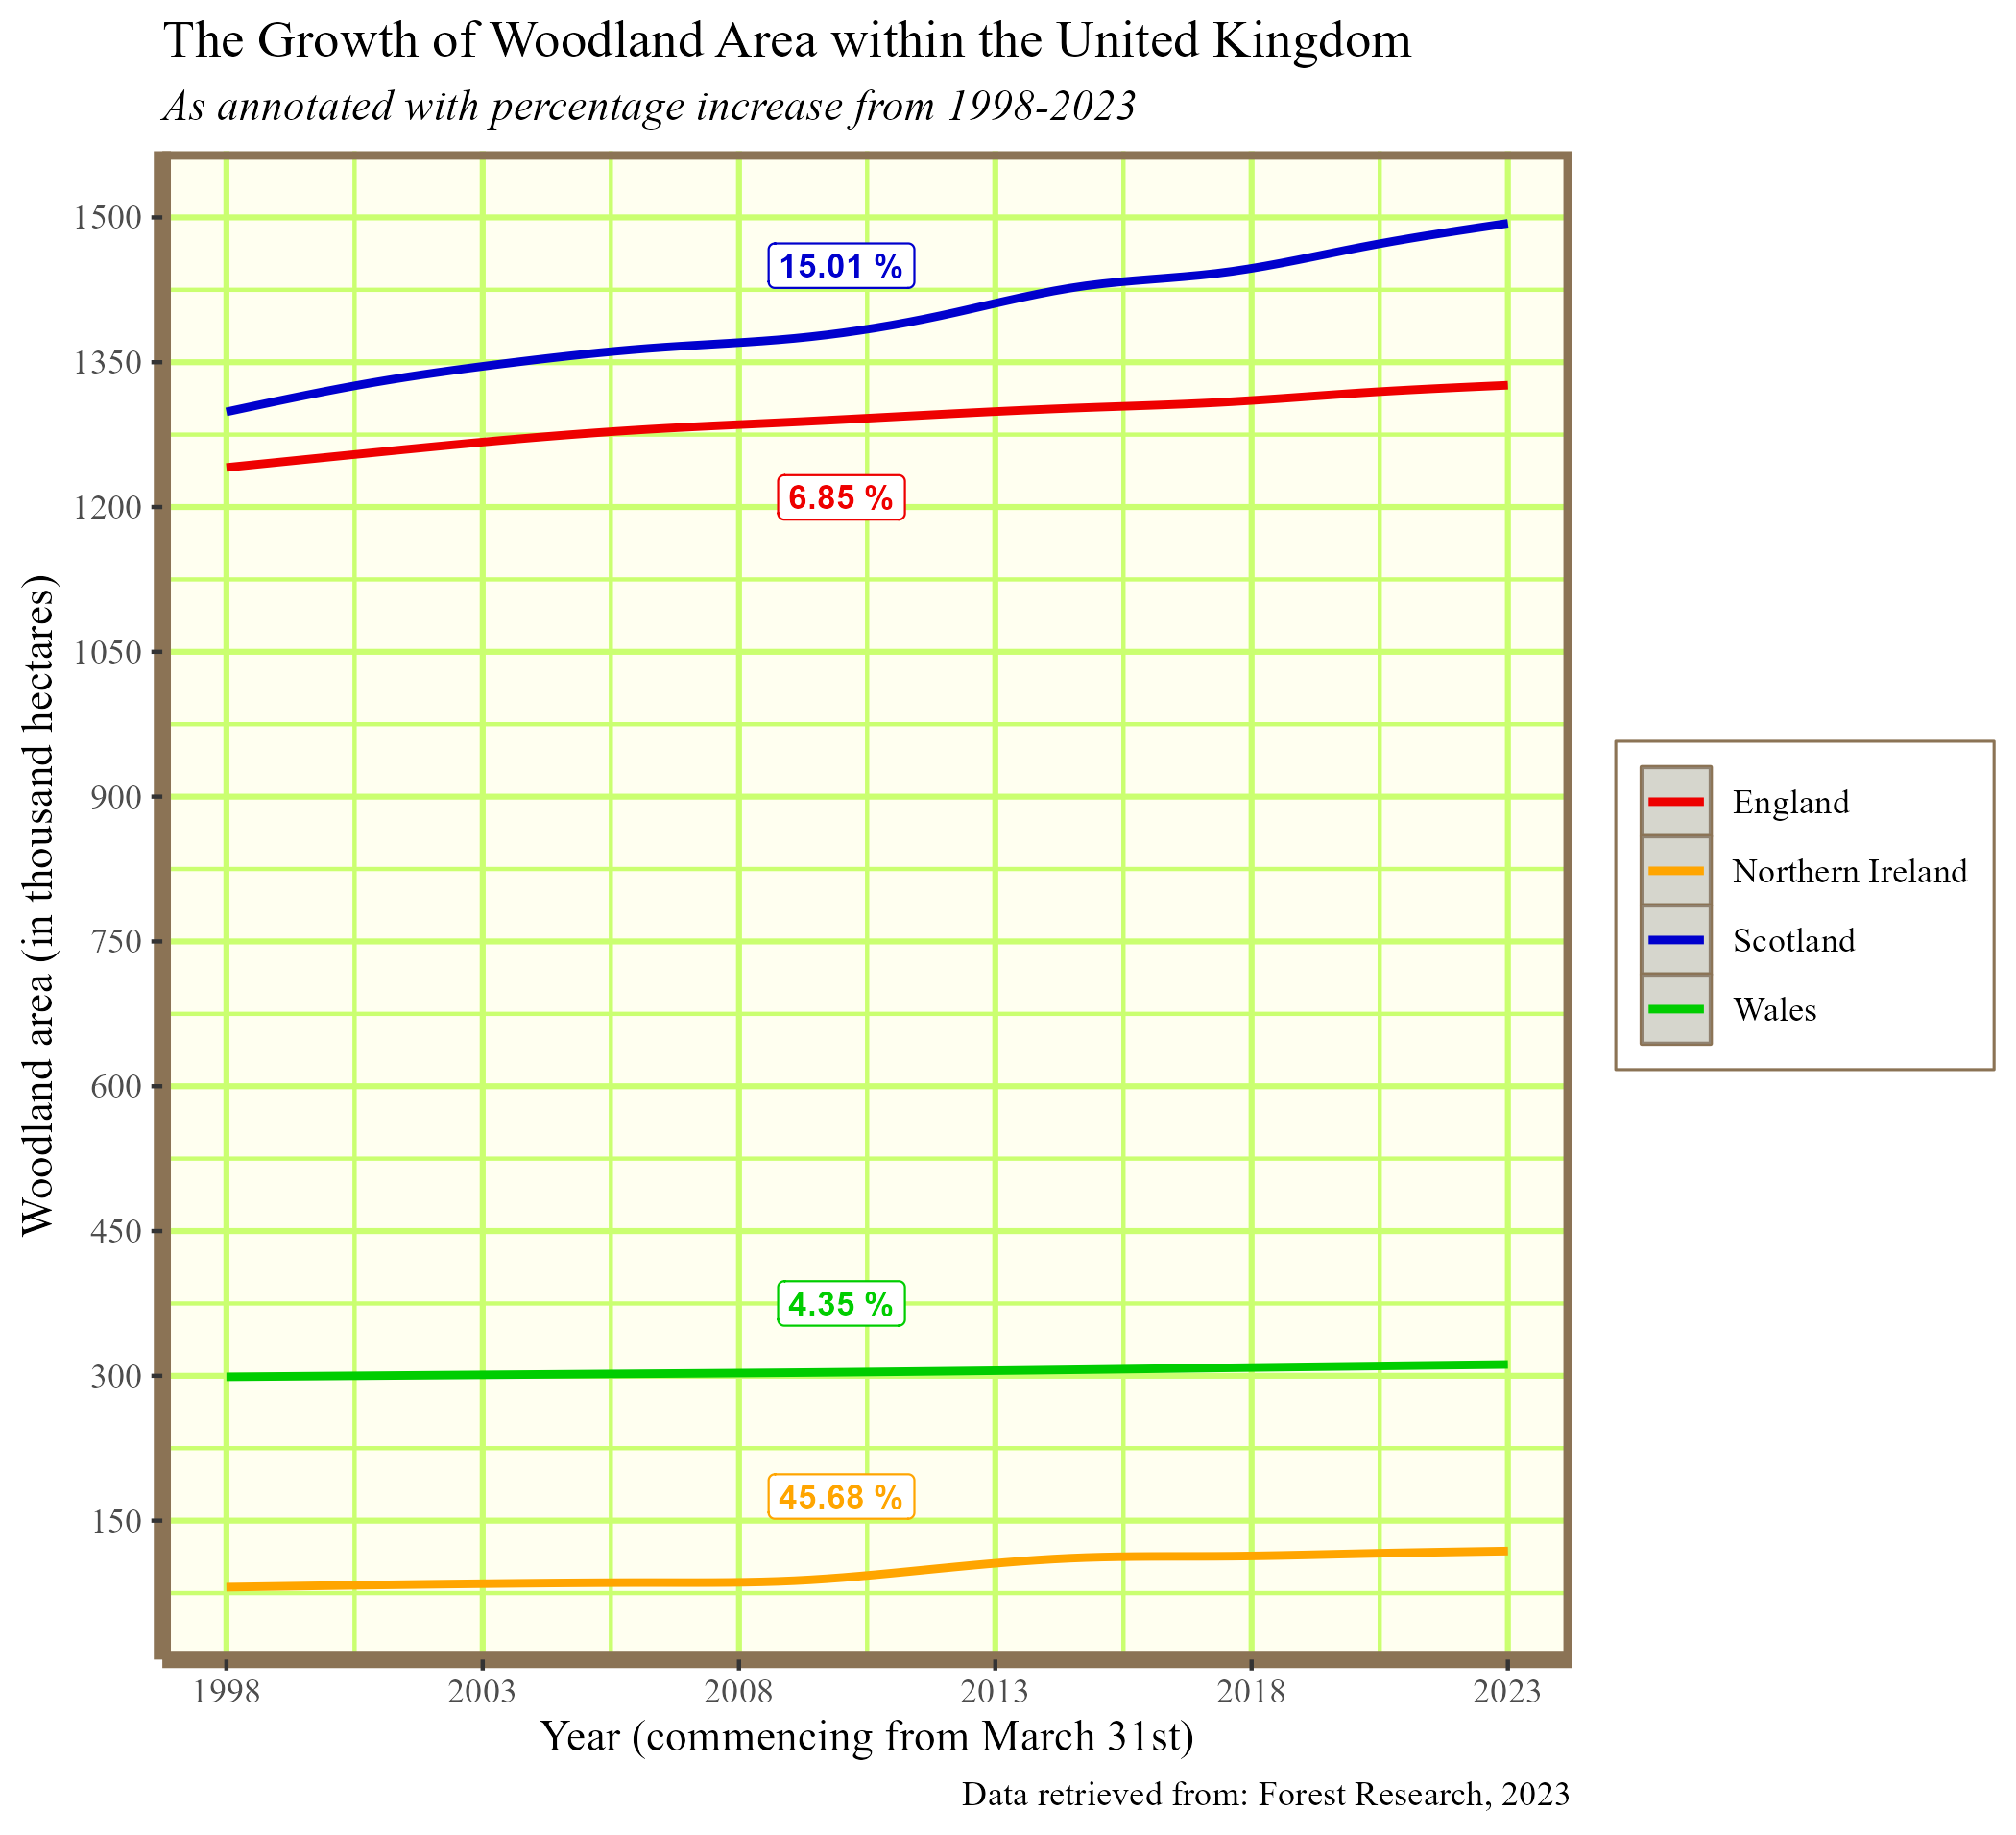 The Growth of Woodland Area within the United Kingdom
As annotated with percentage increase from 1998-2023
Woodland area (in thousand hectares)
1500
1350
1200
1050
900
750
600
450
300
150
15.01 %
6.85 %
4.35 %
45.68 %
1998 2003 2008 2013 2018 2023
Year (commencing from March 31st)
England
Northern Ireland
Scotland
Wales
Data retrieved from: Forest Research, 2023